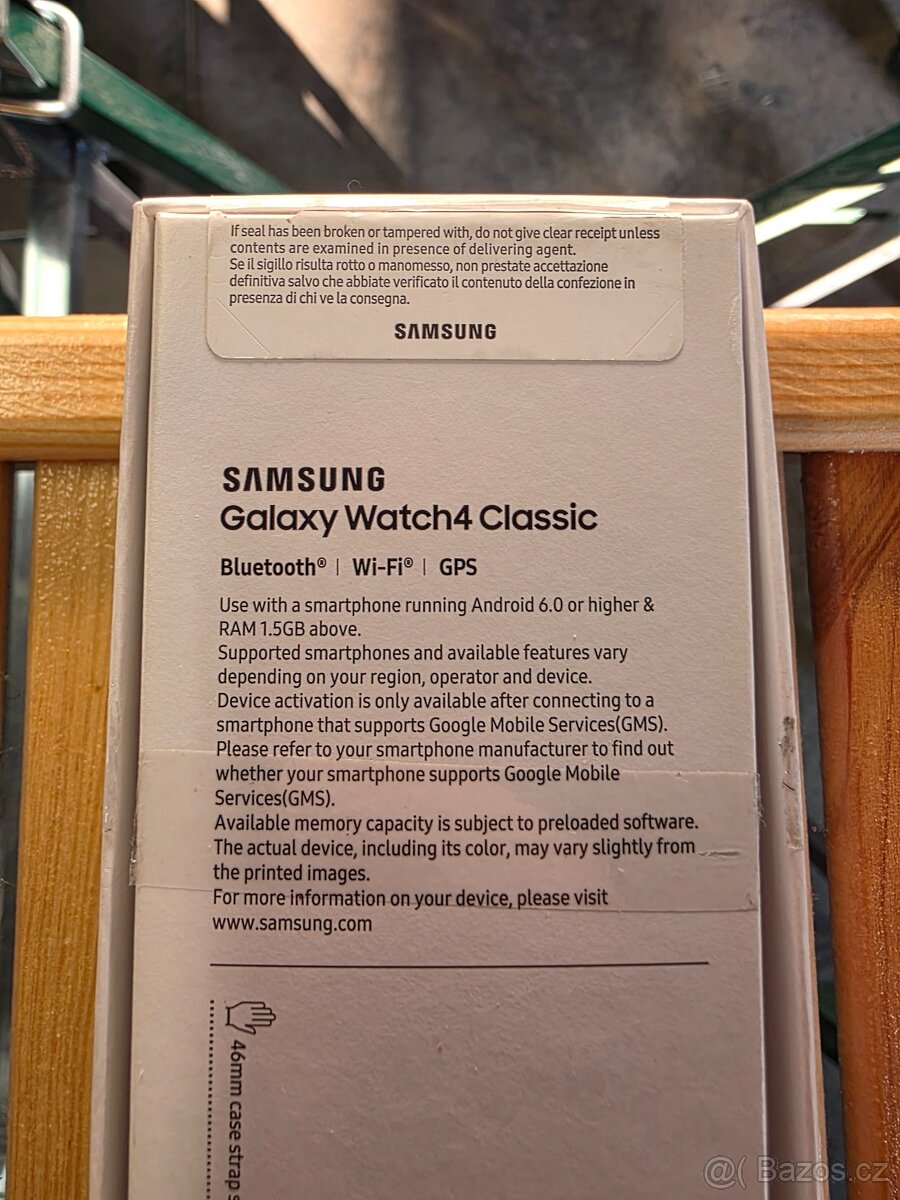 If seal has been broken or tampered with, do not give clear receipt unless
contents are examined in presence of delivering agent.
Se il sigillo risulta rotto o manomesso, non prestate accettazione
definitiva salvo che abbiate verificato il contenuto della confezione in
presenza di chi ve la consegna.
SAMSUNG
SAMSUNG
Galaxy Watch4 Classic
Bluetooth® | Wi-Fi® | GPS
Use with a smartphone running Android 6.0 or higher &
RAM 1.5GB above.
Supported smartphones and available features vary
depending on your region, operator and device.
Device activation is only available after connecting to a
smartphone that supports Google Mobile Services(GMS).
Please refer to your smartphone manufacturer to find out
whether your smartphone supports Google Mobile
Services(GMS).
Available memory capacity is subject to preloaded software.
The actual device, including its color, may vary slightly from
the printed images.
For more information on your device, please visit
www.samsung.com
46mm case strap s
@( Bazos.cz